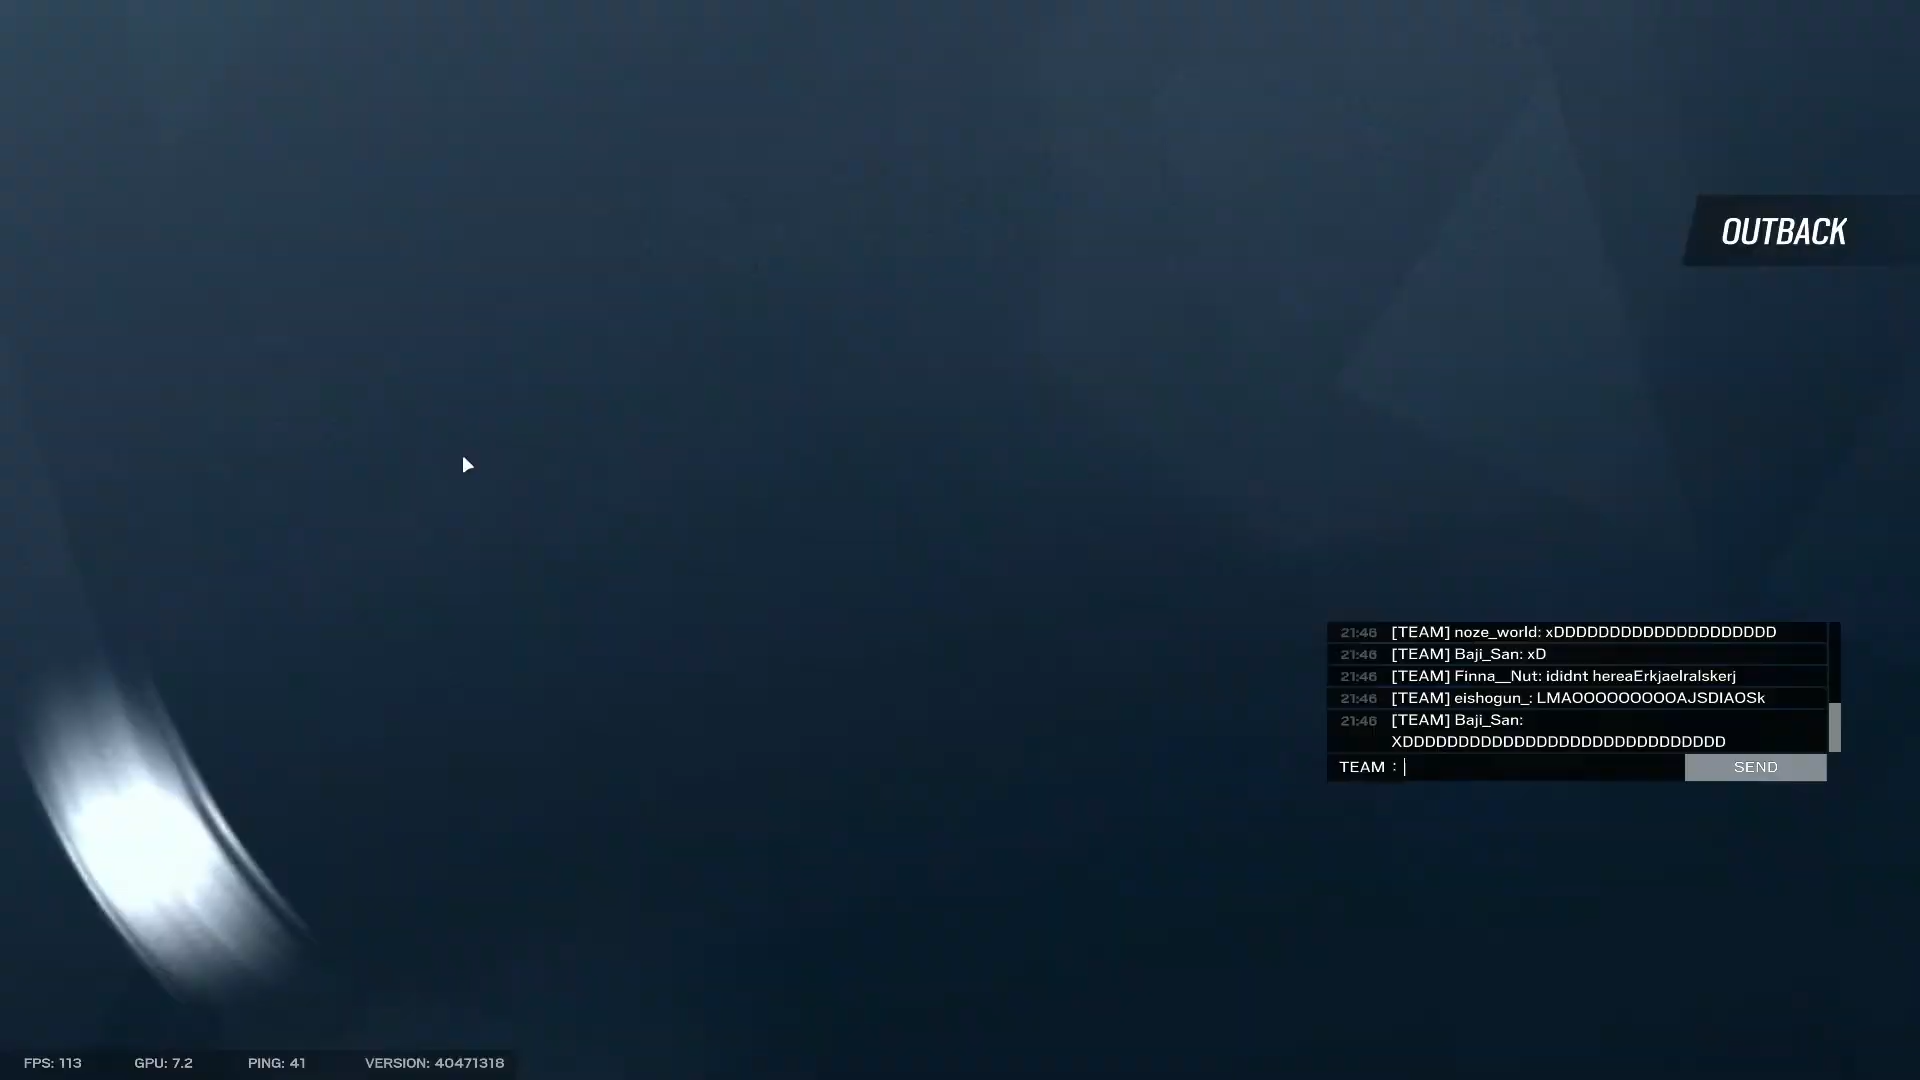 OUTBACK
21:46 [TEAM] noze_world: xDDDDDDDDDDDDDDDDDDDD
21:46 [TEAM] Baji_San: xD
21:46 [TEAM] Finna__Nut: ididnt hereaErkjaelralskerj
21:46 [TEAM] eishogun_: LMAOOOOOOOOOAJSDIAOSk
21:46 [TEAM] Baji_San:
XDDDDDDDDDDDDDDDDDDDDDDDDDDDDD
TEAM : SEND
FPS: 113 GPU: 7.2 PING: 41 VERSION: 40471318